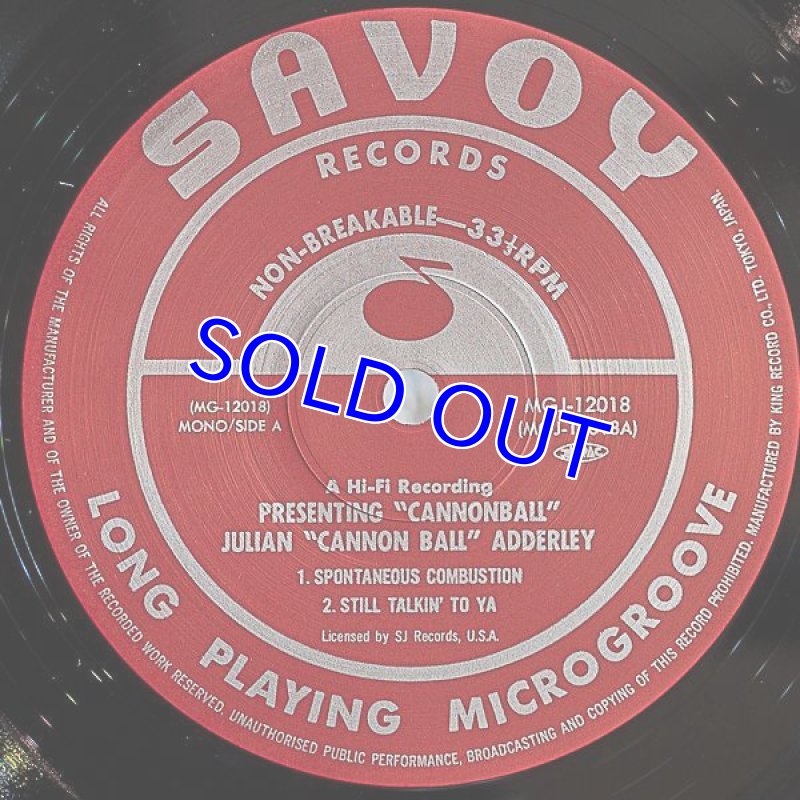 SAVOY
RECORDS
NON-BREAKABLE—33⅓RPM
(MG-12018)
MONO/SIDE A
MGJ-12018
SOLD OUT
A Hi-Fi Recording
PRESENTING "CANNONBALL"
JULIAN "CANNON BALL" ADDERLEY
1. SPONTANEOUS COMBUSTION
2. STILL TALKIN' TO YA
Licensed by SJ Records, U.S.A.
LONG PLAYING MICROGROOVE
ALL RIGHTS OF THE MANUFACTURER AND OF THE OWNER OF THE RECORDED WORK RESERVED. UNAUTHORISED PUBLIC PERFORMANCE, BROADCASTING AND COPYING OF THIS RECORD PROHIBITED. MANUFACTURED BY KING RECORD CO., LTD. TOKYO, JAPAN.